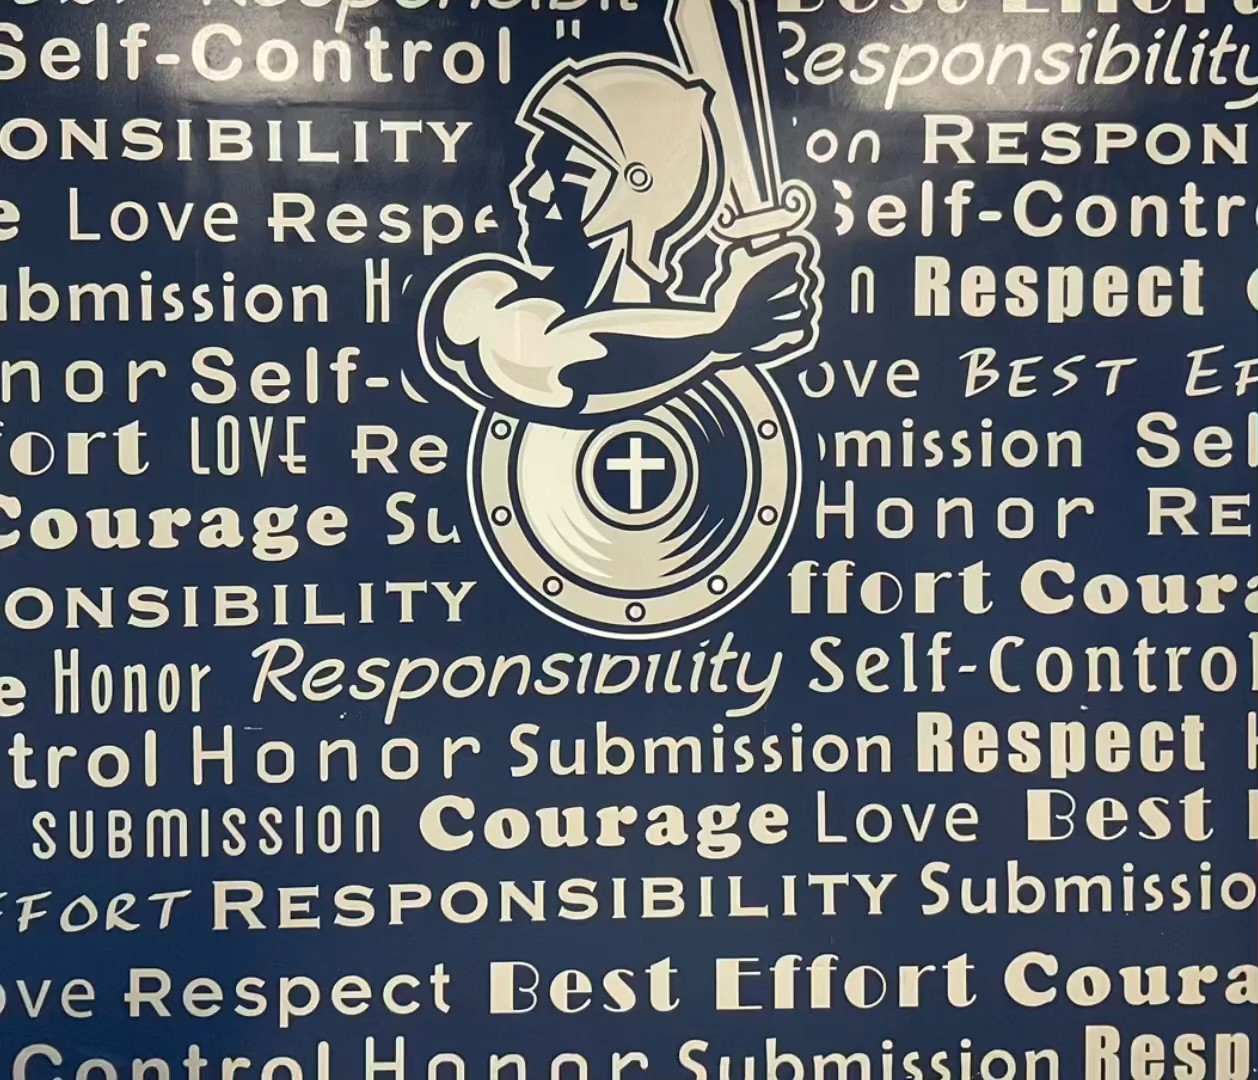 Self-Control Responsibility
ONSIBILITY on RESPON
e Love Respe Self-Contr
ubmission H n Respect
nor Self- ove BEST EF
fort LOVE Re mission Sel
Courage Su Honor RE
ONSIBILITY ffort Coura
e Honor Responsibility Self-Control
trol Honor Submission Respect
SUBMISSION Courage Love Best
FFORT RESPONSIBILITY Submissio
ove Respect Best Effort Coura
Control Honor Submission Resp